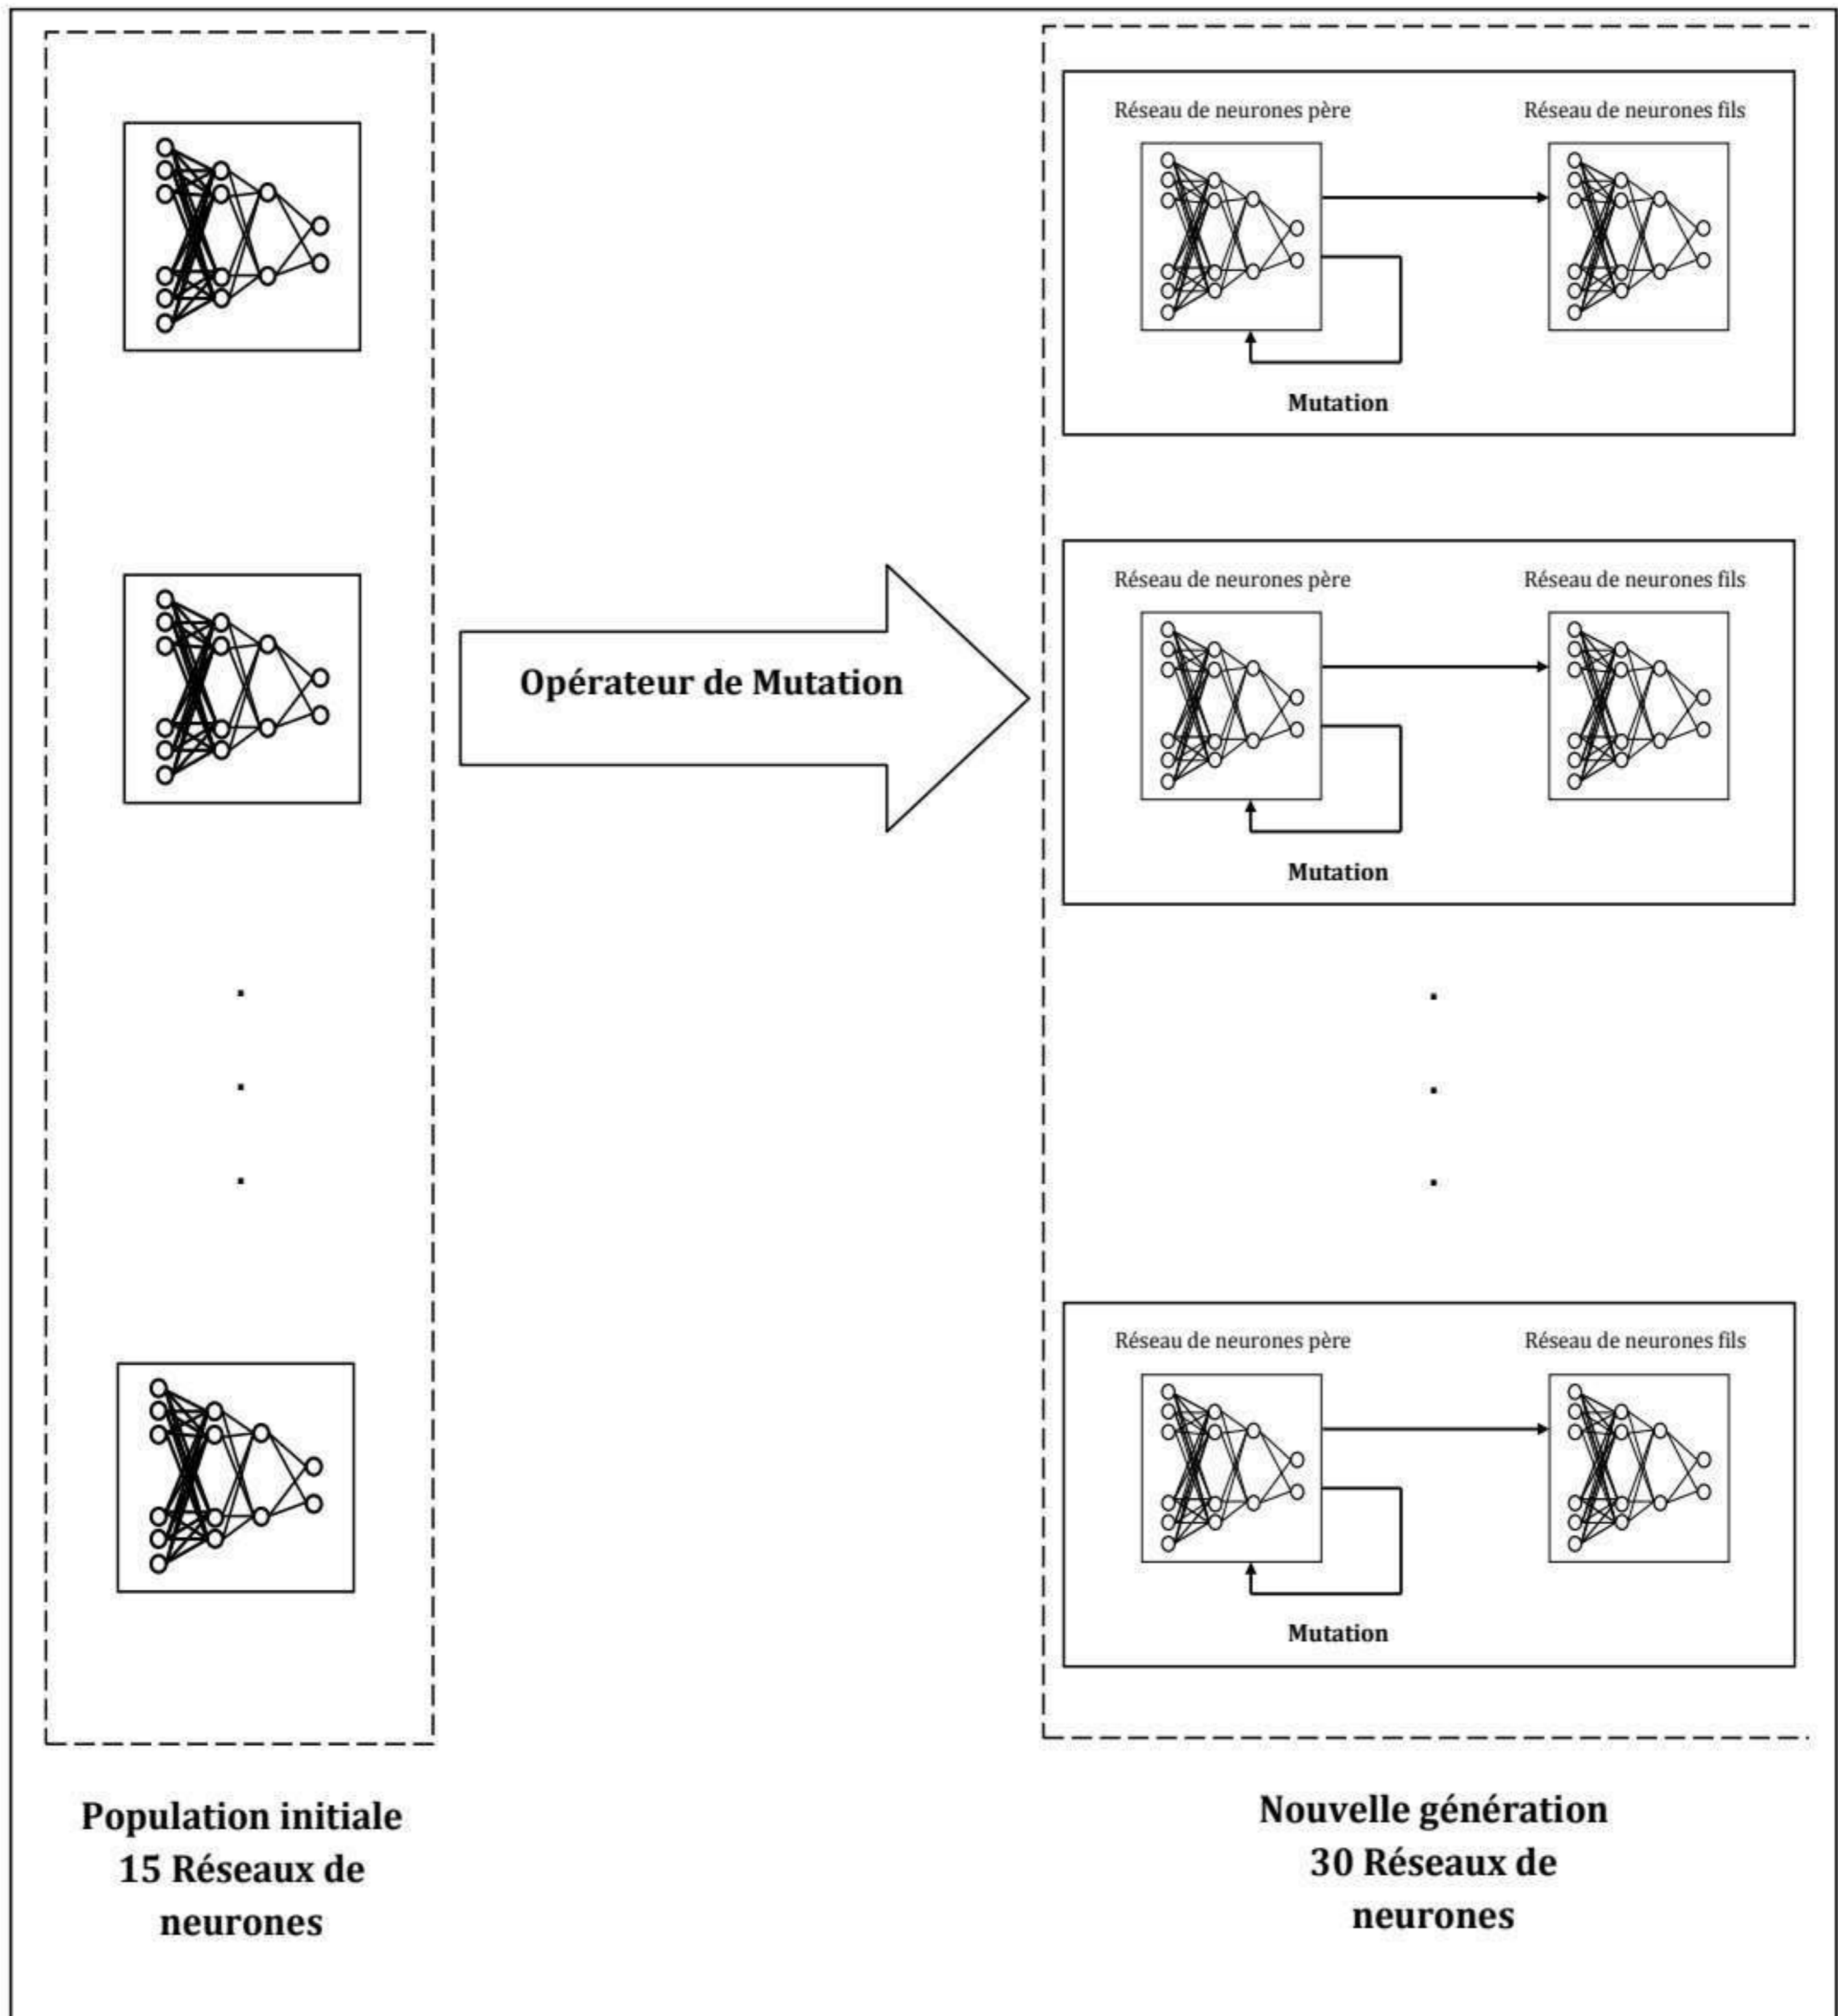 Réseau de neurones père
Réseau de neurones fils
Mutation
Opérateur de Mutation
Réseau de neurones père
Réseau de neurones fils
Mutation
.
.
.
.
.
.
Réseau de neurones père
Réseau de neurones fils
Mutation
Population initiale
15 Réseaux de
neurones
Nouvelle génération
30 Réseaux de
neurones